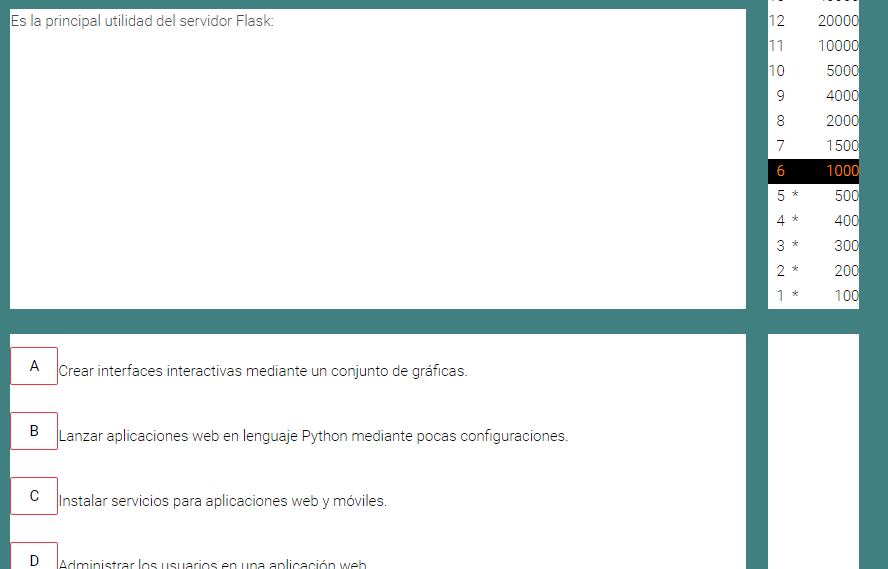 Es la principal utilidad del servidor Flask:
12 20000
11 10000
10 5000
9 4000
8 2000
7 1500
6 1000
5 * 500
4 * 400
3 * 300
2 * 200
1 * 100
A Crear interfaces interactivas mediante un conjunto de gráficas.
B Lanzar aplicaciones web en lenguaje Python mediante pocas configuraciones.
C Instalar servicios para aplicaciones web y móviles.
D Administrar los usuarios en una aplicación web